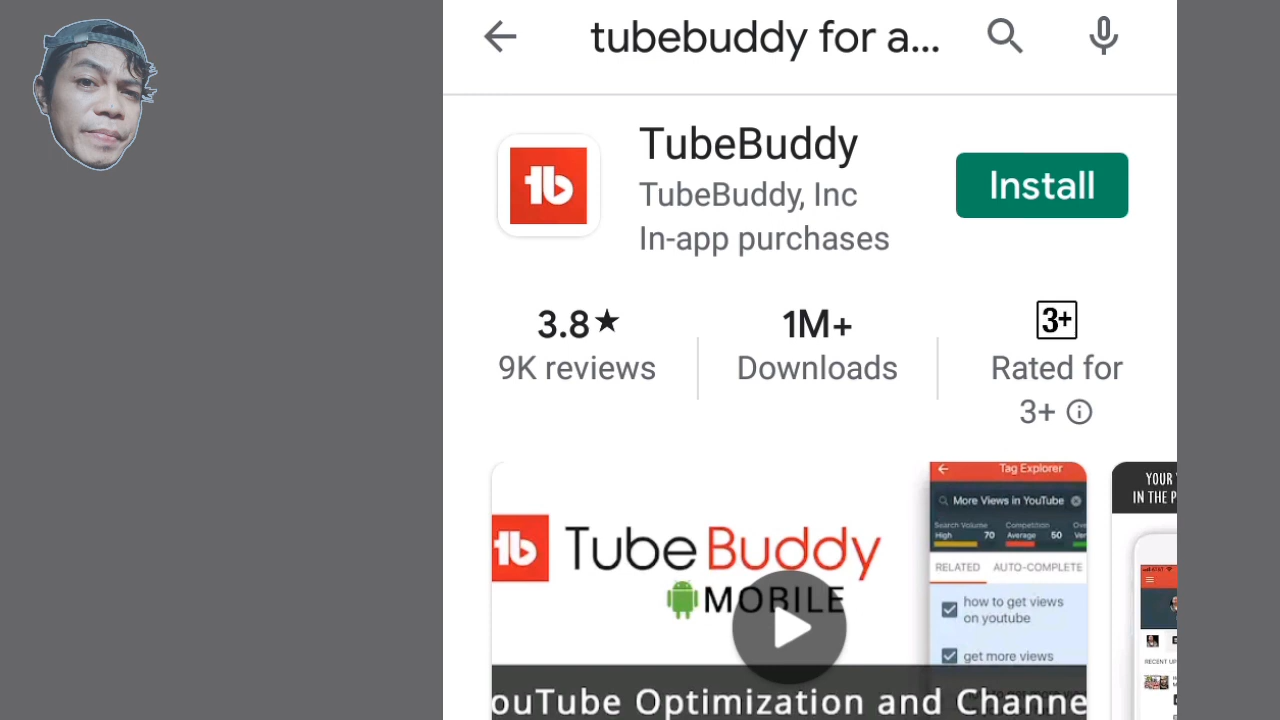 tubebuddy for a...
TubeBuddy
TubeBuddy, Inc
In-app purchases
Install
3.8★
9K reviews
1M+
Downloads
3+
Rated for
3+
tb
TubeBuddy
MOBILE
ouTube Optimization and Channe
Tag Explorer
More Views in YouTube
Search Volume
High 70
Competition
Average 50
RELATED AUTO-COMPLETE
how to get views
on youtube
get more views
YOUR
IN THE P
AT&T